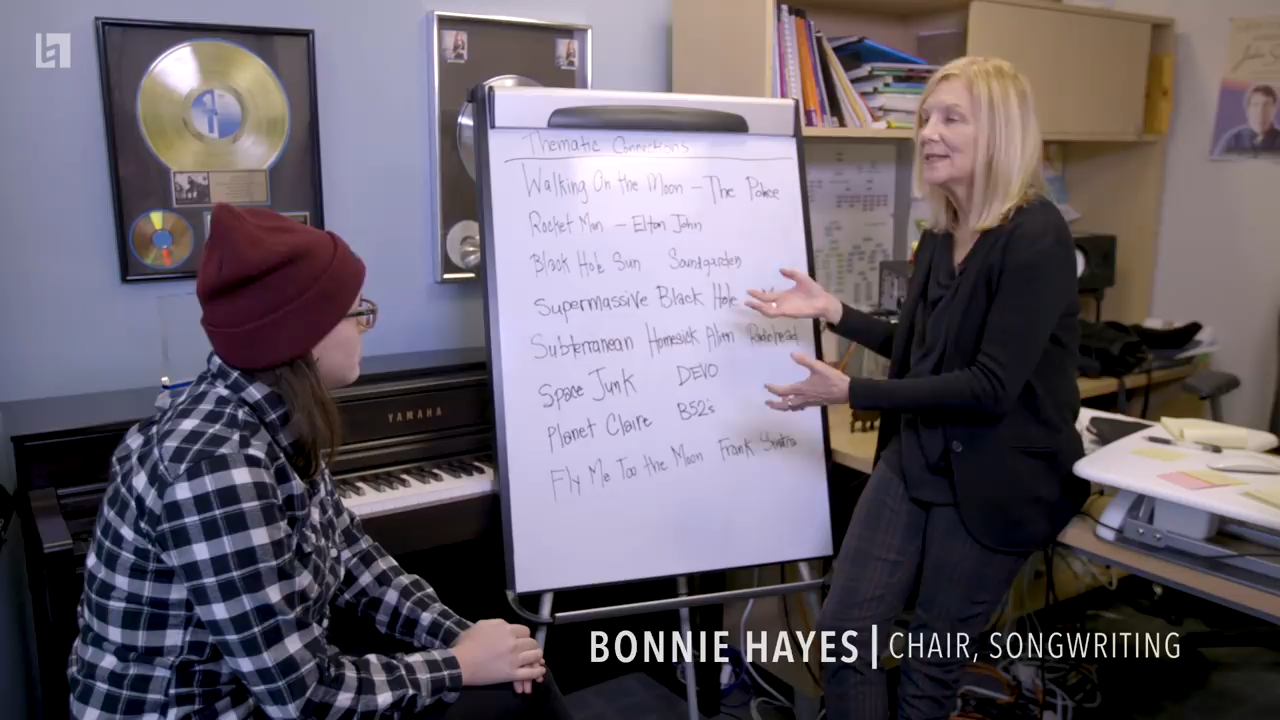 Thematic Connections
Walking On the Moon - The Police
Rocket Man - Elton John
Black Hole Sun Soundgarden
Supermassive Black Hole
Subterranean Homesick Alien Radiohead
Space Junk DEVO
Planet Claire B52's
Fly Me Too the Moon Frank Sinatra
YAMAHA
BONNIE HAYES | CHAIR, SONGWRITING